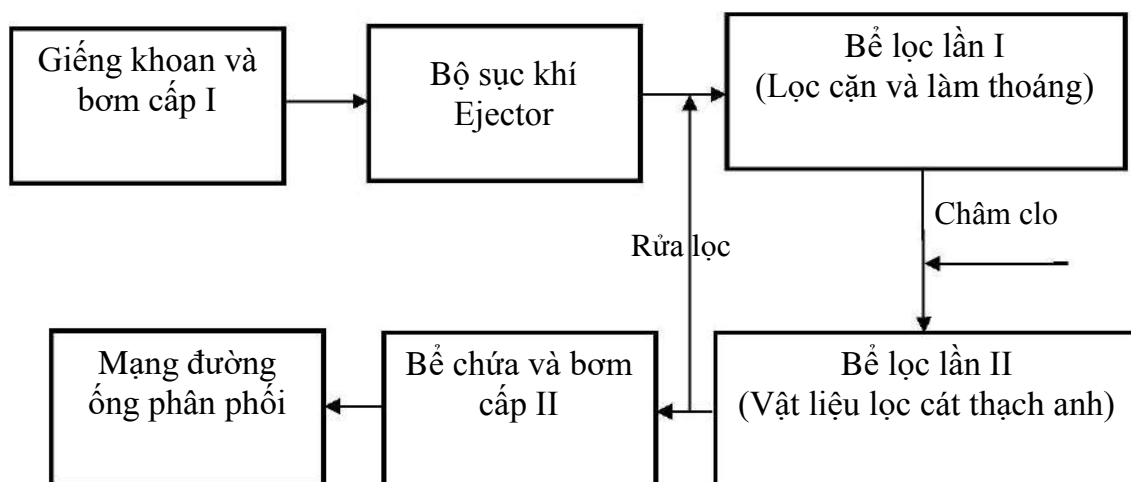 Giếng khoan và
bơm cấp I
Bộ sục khí
Ejector
Bể lọc lần I
(Lọc cặn và làm thoáng)
Châm clo
Rửa lọc
Mạng đường
ống phân phối
Bể chứa và bơm
cấp II
Bể lọc lần II
(Vật liệu lọc cát thạch anh)